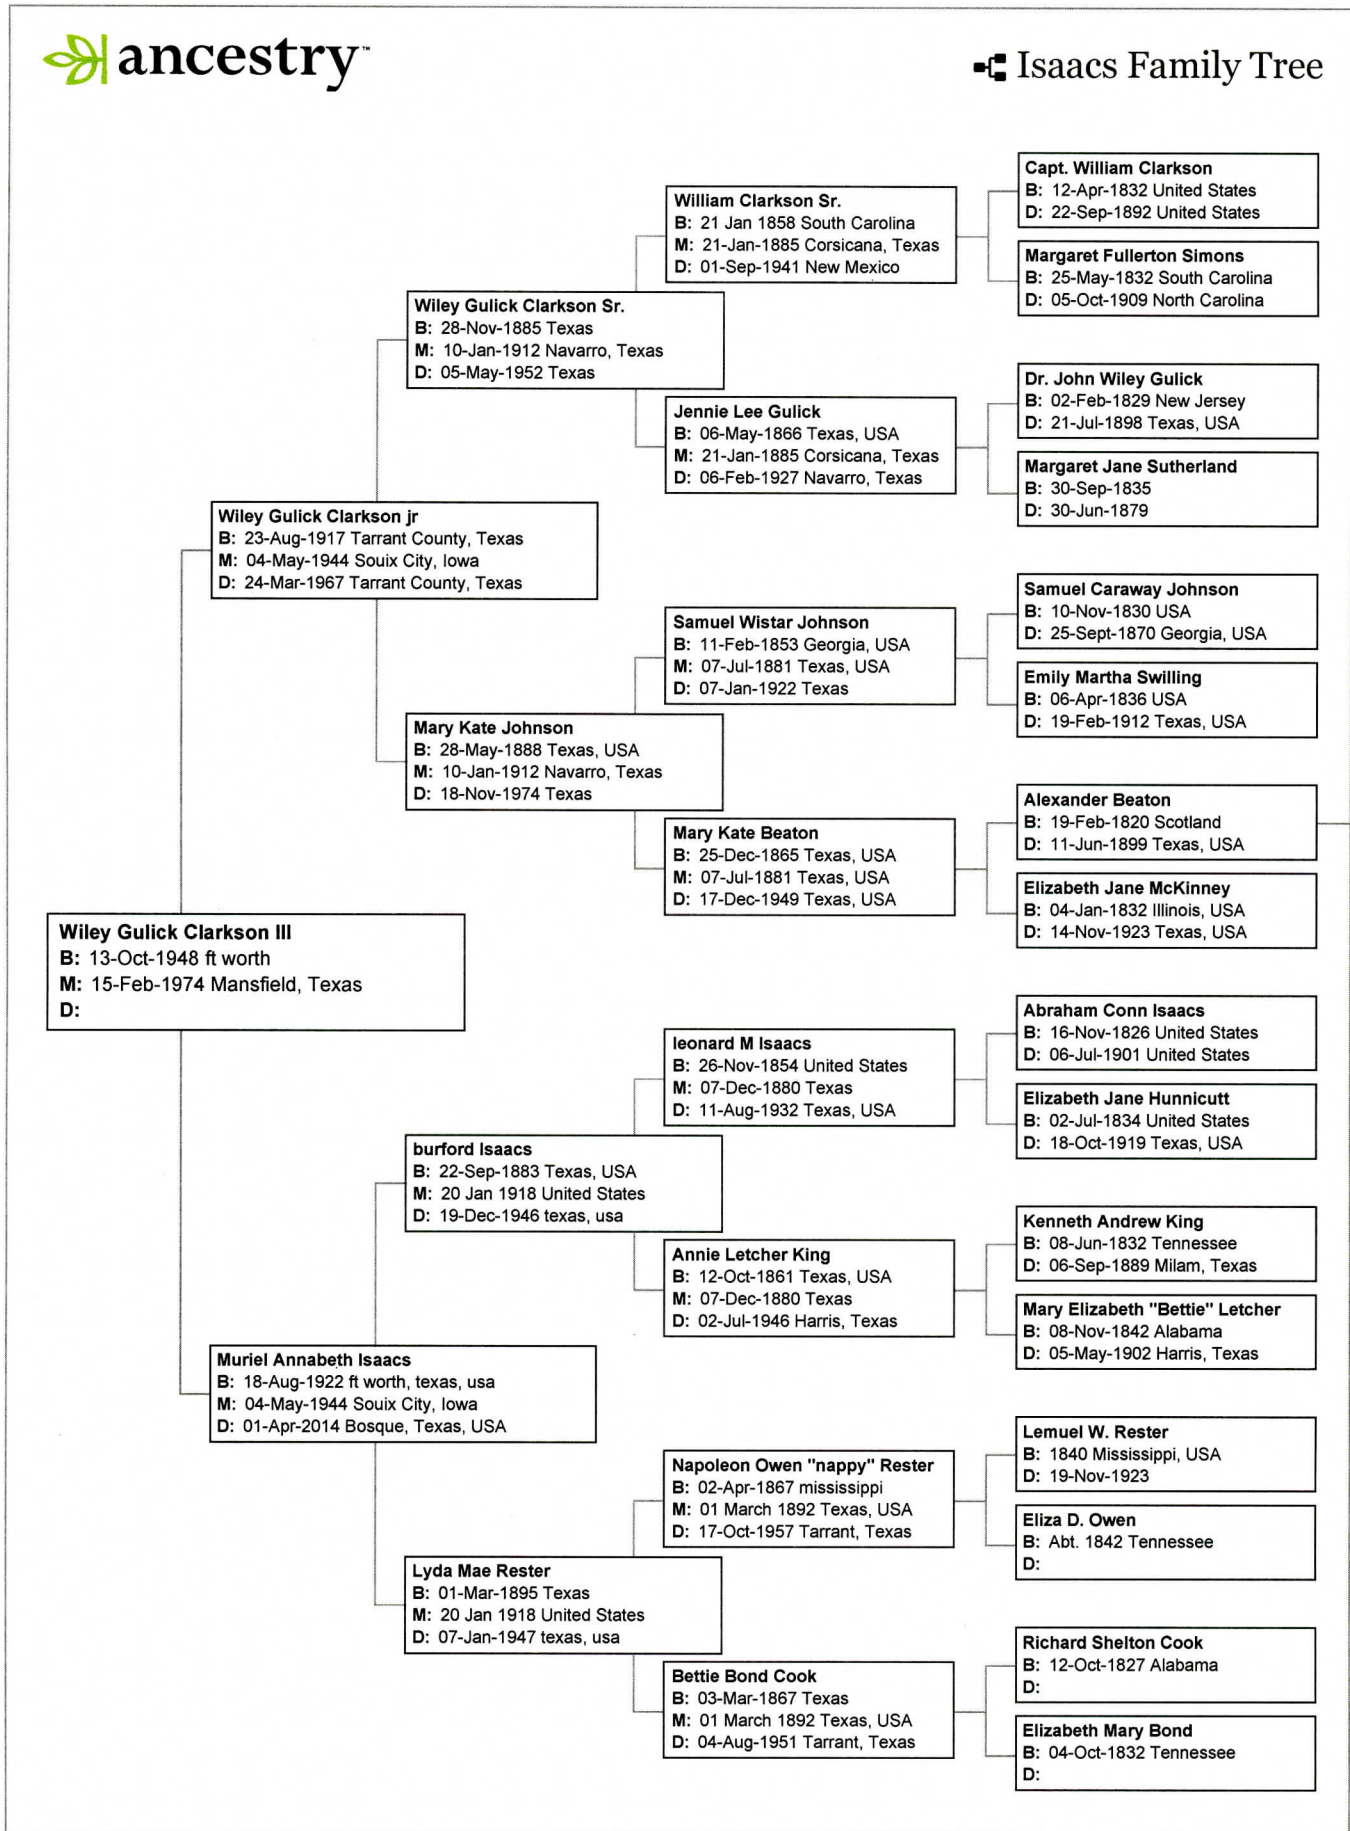 ancestry™
Isaacs Family Tree
Capt. William Clarkson
B: 12-Apr-1832 United States
D: 22-Sep-1892 United States
William Clarkson Sr.
B: 21 Jan 1858 South Carolina
M: 21-Jan-1885 Corsicana, Texas
D: 01-Sep-1941 New Mexico
Margaret Fullerton Simons
B: 25-May-1832 South Carolina
D: 05-Oct-1909 North Carolina
Wiley Gulick Clarkson Sr.
B: 28-Nov-1885 Texas
M: 10-Jan-1912 Navarro, Texas
D: 05-May-1952 Texas
Dr. John Wiley Gulick
B: 02-Feb-1829 New Jersey
D: 21-Jul-1898 Texas, USA
Jennie Lee Gulick
B: 06-May-1866 Texas, USA
M: 21-Jan-1885 Corsicana, Texas
D: 06-Feb-1927 Navarro, Texas
Margaret Jane Sutherland
B: 30-Sep-1835
D: 30-Jun-1879
Wiley Gulick Clarkson jr
B: 23-Aug-1917 Tarrant County, Texas
M: 04-May-1944 Souix City, Iowa
D: 24-Mar-1967 Tarrant County, Texas
Samuel Caraway Johnson
B: 10-Nov-1830 USA
D: 25-Sept-1870 Georgia, USA
Samuel Wistar Johnson
B: 11-Feb-1853 Georgia, USA
M: 07-Jul-1881 Texas, USA
D: 07-Jan-1922 Texas
Emily Martha Swilling
B: 06-Apr-1836 USA
D: 19-Feb-1912 Texas, USA
Mary Kate Johnson
B: 28-May-1888 Texas, USA
M: 10-Jan-1912 Navarro, Texas
D: 18-Nov-1974 Texas
Alexander Beaton
B: 19-Feb-1820 Scotland
D: 11-Jun-1899 Texas, USA
Mary Kate Beaton
B: 25-Dec-1865 Texas, USA
M: 07-Jul-1881 Texas, USA
D: 17-Dec-1949 Texas, USA
Elizabeth Jane McKinney
B: 04-Jan-1832 Illinois, USA
D: 14-Nov-1923 Texas, USA
Wiley Gulick Clarkson III
B: 13-Oct-1948 ft worth
M: 15-Feb-1974 Mansfield, Texas
D:
Abraham Conn Isaacs
B: 16-Nov-1826 United States
D: 06-Jul-1901 United States
leonard M Isaacs
B: 26-Nov-1854 United States
M: 07-Dec-1880 Texas
D: 11-Aug-1932 Texas, USA
Elizabeth Jane Hunnicutt
B: 02-Jul-1834 United States
D: 18-Oct-1919 Texas, USA
burford Isaacs
B: 22-Sep-1883 Texas, USA
M: 20 Jan 1918 United States
D: 19-Dec-1946 texas, usa
Kenneth Andrew King
B: 08-Jun-1832 Tennessee
D: 06-Sep-1889 Milam, Texas
Annie Letcher King
B: 12-Oct-1861 Texas, USA
M: 07-Dec-1880 Texas
D: 02-Jul-1946 Harris, Texas
Mary Elizabeth "Bettie" Letcher
B: 08-Nov-1842 Alabama
D: 05-May-1902 Harris, Texas
Muriel Annabeth Isaacs
B: 18-Aug-1922 ft worth, texas, usa
M: 04-May-1944 Souix City, Iowa
D: 01-Apr-2014 Bosque, Texas, USA
Lemuel W. Rester
B: 1840 Mississippi, USA
D: 19-Nov-1923
Napoleon Owen "nappy" Rester
B: 02-Apr-1867 mississippi
M: 01 March 1892 Texas, USA
D: 17-Oct-1957 Tarrant, Texas
Eliza D. Owen
B: Abt. 1842 Tennessee
D:
Lyda Mae Rester
B: 01-Mar-1895 Texas
M: 20 Jan 1918 United States
D: 07-Jan-1947 texas, usa
Richard Shelton Cook
B: 12-Oct-1827 Alabama
D:
Bettie Bond Cook
B: 03-Mar-1867 Texas
M: 01 March 1892 Texas, USA
D: 04-Aug-1951 Tarrant, Texas
Elizabeth Mary Bond
B: 04-Oct-1832 Tennessee
D: